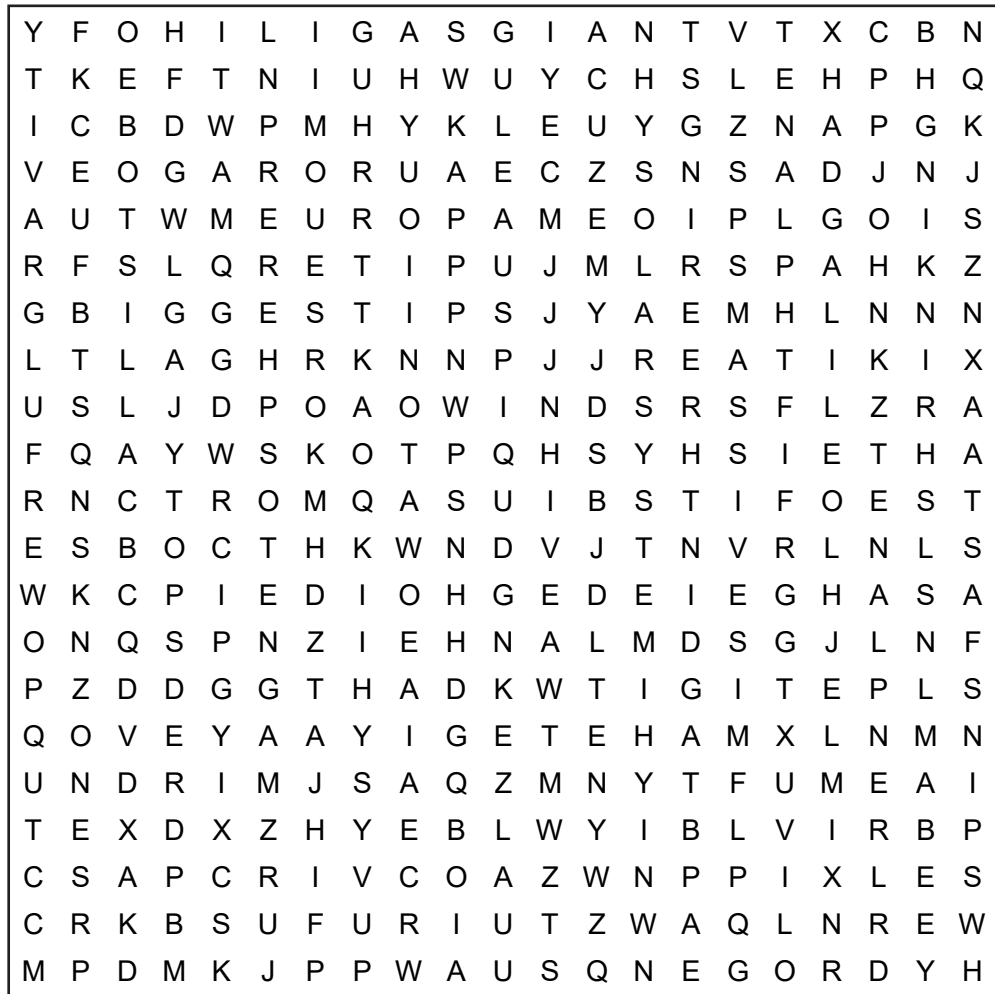 Y F O H I L I G A S G I A N T V T X C B N
T K E F T N I U H W U Y C H S L E H P H Q
I C B D W P M H Y K L E U Y G Z N A P G K
V E O G A R O R U A E C Z S N S A D J N J
A U T W M E U R O P A M E O I P L G O I S
R F S L Q R E T I P U J M L R S P A H K Z
G B I G G E S T I P S J Y A E M H L N N N
L T L A G H R K N N P J J R E A T I K I X
U S L J D P O A O W I N D S R S F L Z R A
F Q A Y W S K O T P Q H S Y H S I E T H A
R N C T R O M Q A S U I B S T I F O E S T
E S B O C T H K W N D V J T N V R L N L S
W K C P I E D I O H G E D E I E G H A S A
O N Q S P N Z I E H N A L M D S G J L N F
P Z D D G G T H A D K W T I G I T E P L S
Q O V E Y A A Y I G E T E H A M X L N M N
U N D R I M J S A Q Z M N Y T F U M E A I
T E X D X Z H Y E B L W Y I B L V I R B P
C S A P C R I V C O A Z W N P P I X L E S
C R K B S U F U R I U T Z W A Q L N R E W
M P D M K J P P W A U S Q N E G O R D Y H